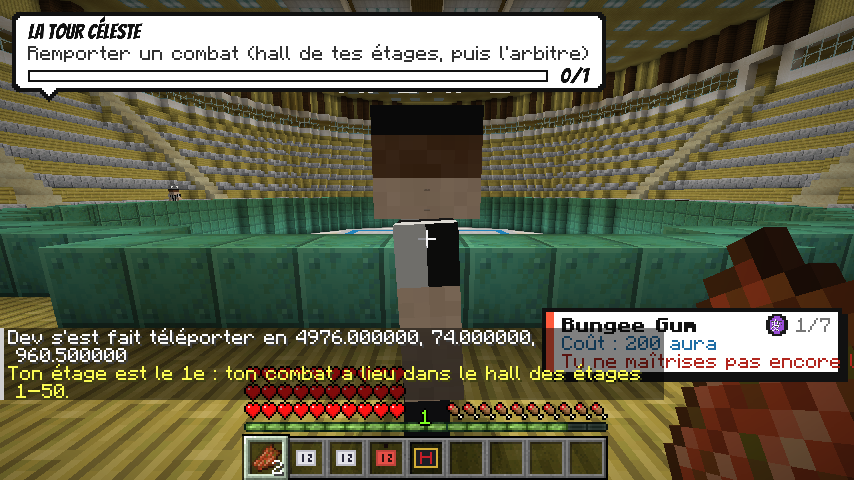 LA TOUR CÉLESTE
Remporter un combat (hall de tes étages, puis l'arbitre)
0/1
Bungee Gum 1/7
Coût : 200 aura
Tu ne maîtrises pas encore
Dev s'est fait téléporter en 4976.000000, 74.000000,
960.500000
Ton étage est le 1e : ton combat a lieu dans le hall des étages
1-50.
1
2
12
12
12
H